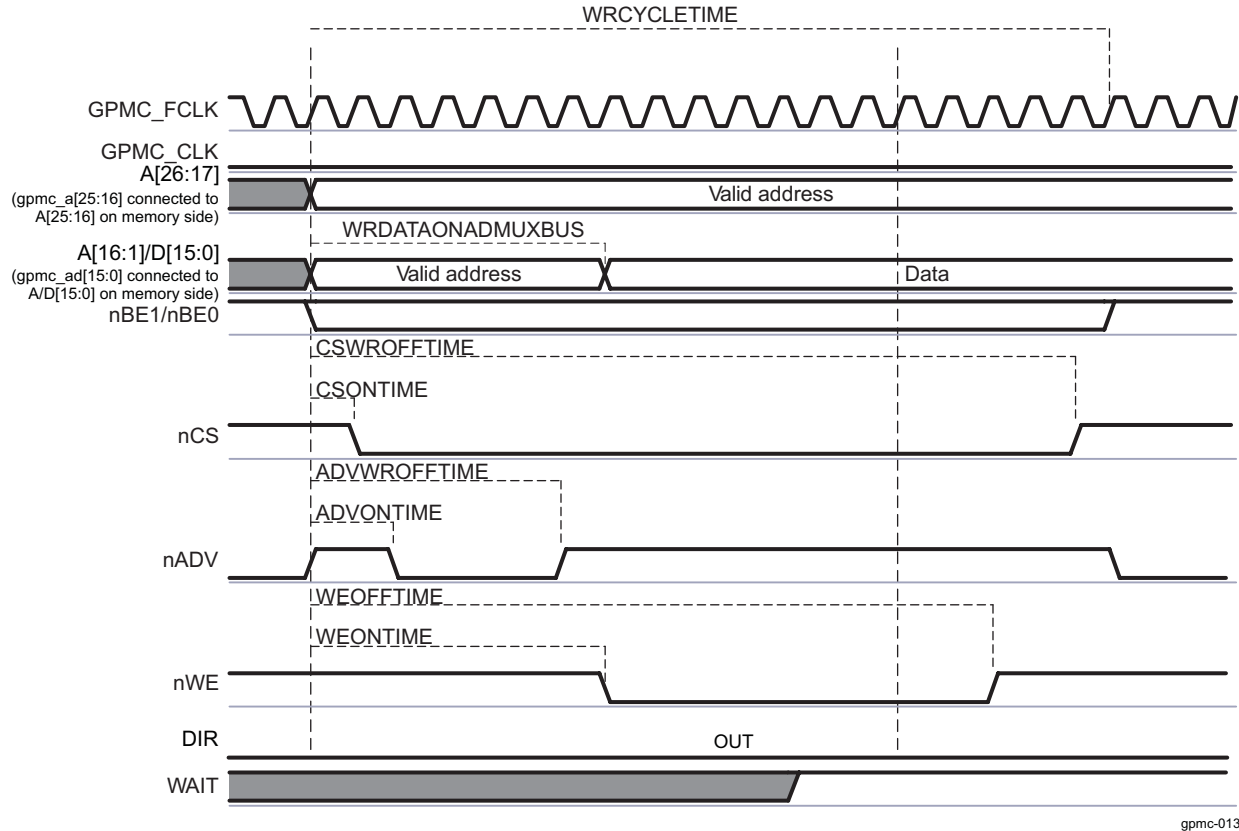 WRCYCLETIME
GPMC_FCLK
GPMC_CLK
A[26:17]
(gpmc_a[25:16] connected to
A[25:16] on memory side)
Valid address
WRDATAONADMUXBUS
A[16:1]/D[15:0]
(gpmc_ad[15:0] connected to
A/D[15:0] on memory side)
Valid address
Data
nBE1/nBE0
CSWROFFTIME
CSONTIME
nCS
ADVWROFFTIME
ADVONTIME
nADV
WEOFFTIME
WEONTIME
nWE
DIR
OUT
WAIT
gpmc-013